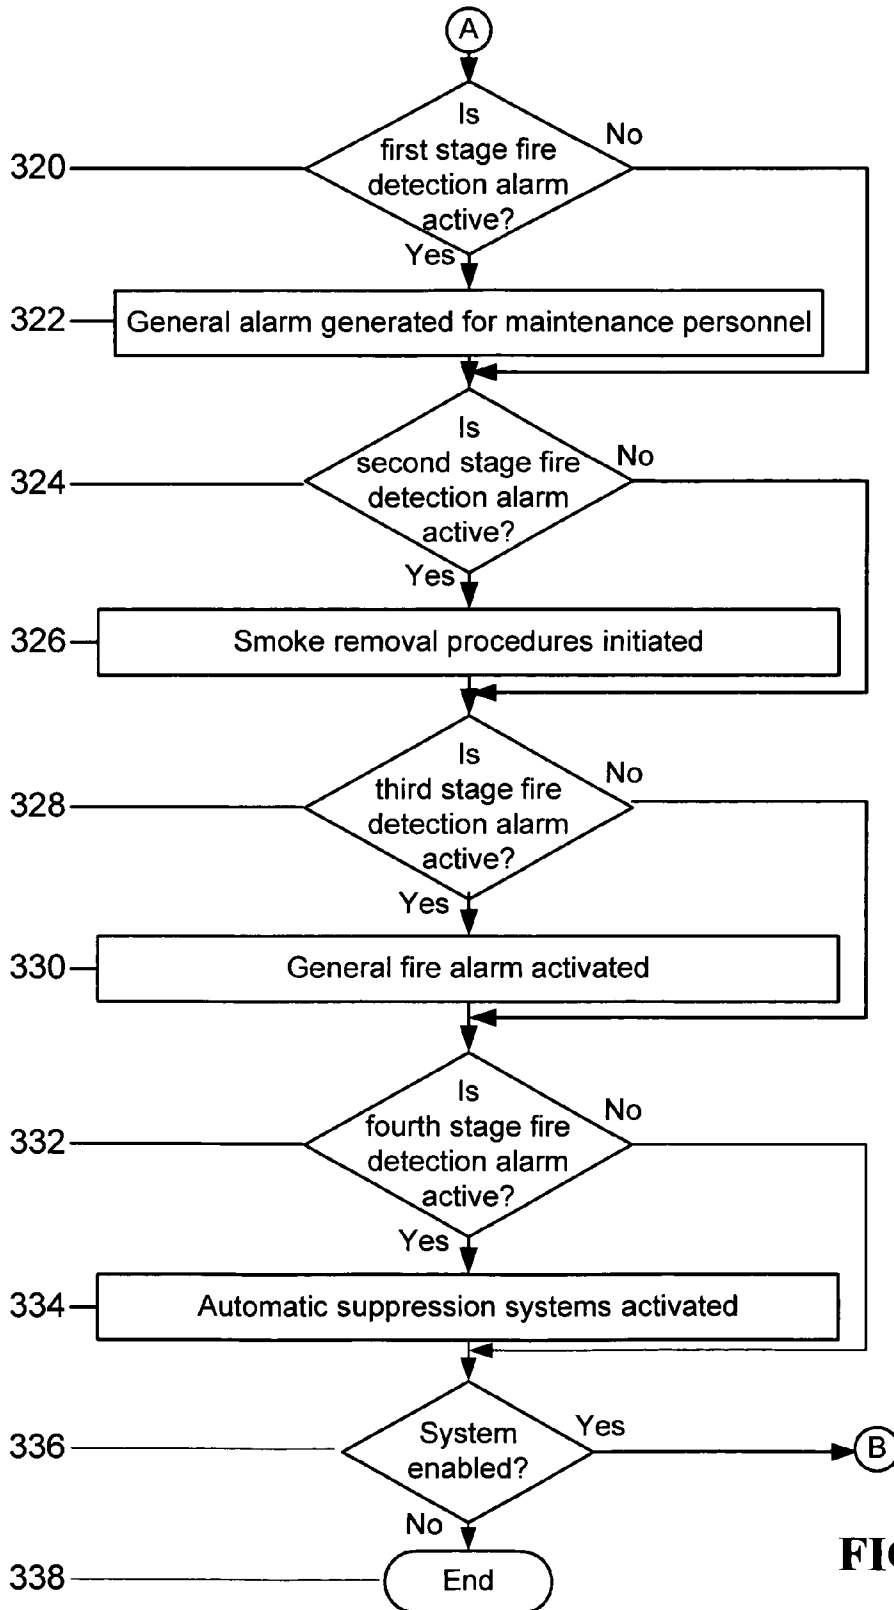 A
Is
first stage fire
detection alarm
active?
No
320
Yes
322
General alarm generated for maintenance personnel
Is
second stage fire
detection alarm
active?
No
324
Yes
326
Smoke removal procedures initiated
Is
third stage fire
detection alarm
active?
No
328
Yes
330
General fire alarm activated
Is
fourth stage fire
detection alarm
active?
No
332
Yes
334
Automatic suppression systems activated
336
System
enabled?
Yes
B
No
338
End